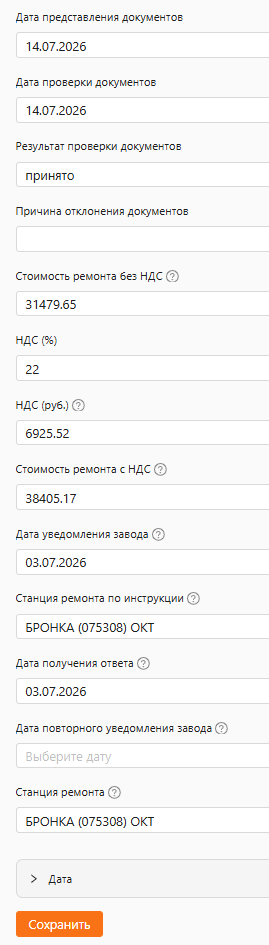 Дата представления документов
14.07.2026
Дата проверки документов
14.07.2026
Результат проверки документов
принято
Причина отклонения документов
Стоимость ремонта без НДС
31479.65
НДС (%)
22
НДС (руб.)
6925.52
Стоимость ремонта с НДС
38405.17
Дата уведомления завода
03.07.2026
Станция ремонта по инструкции
БРОНКА (075308) ОКТ
Дата получения ответа
03.07.2026
Дата повторного уведомления завода
Выберите дату
Станция ремонта
БРОНКА (075308) ОКТ
Дата
Сохранить